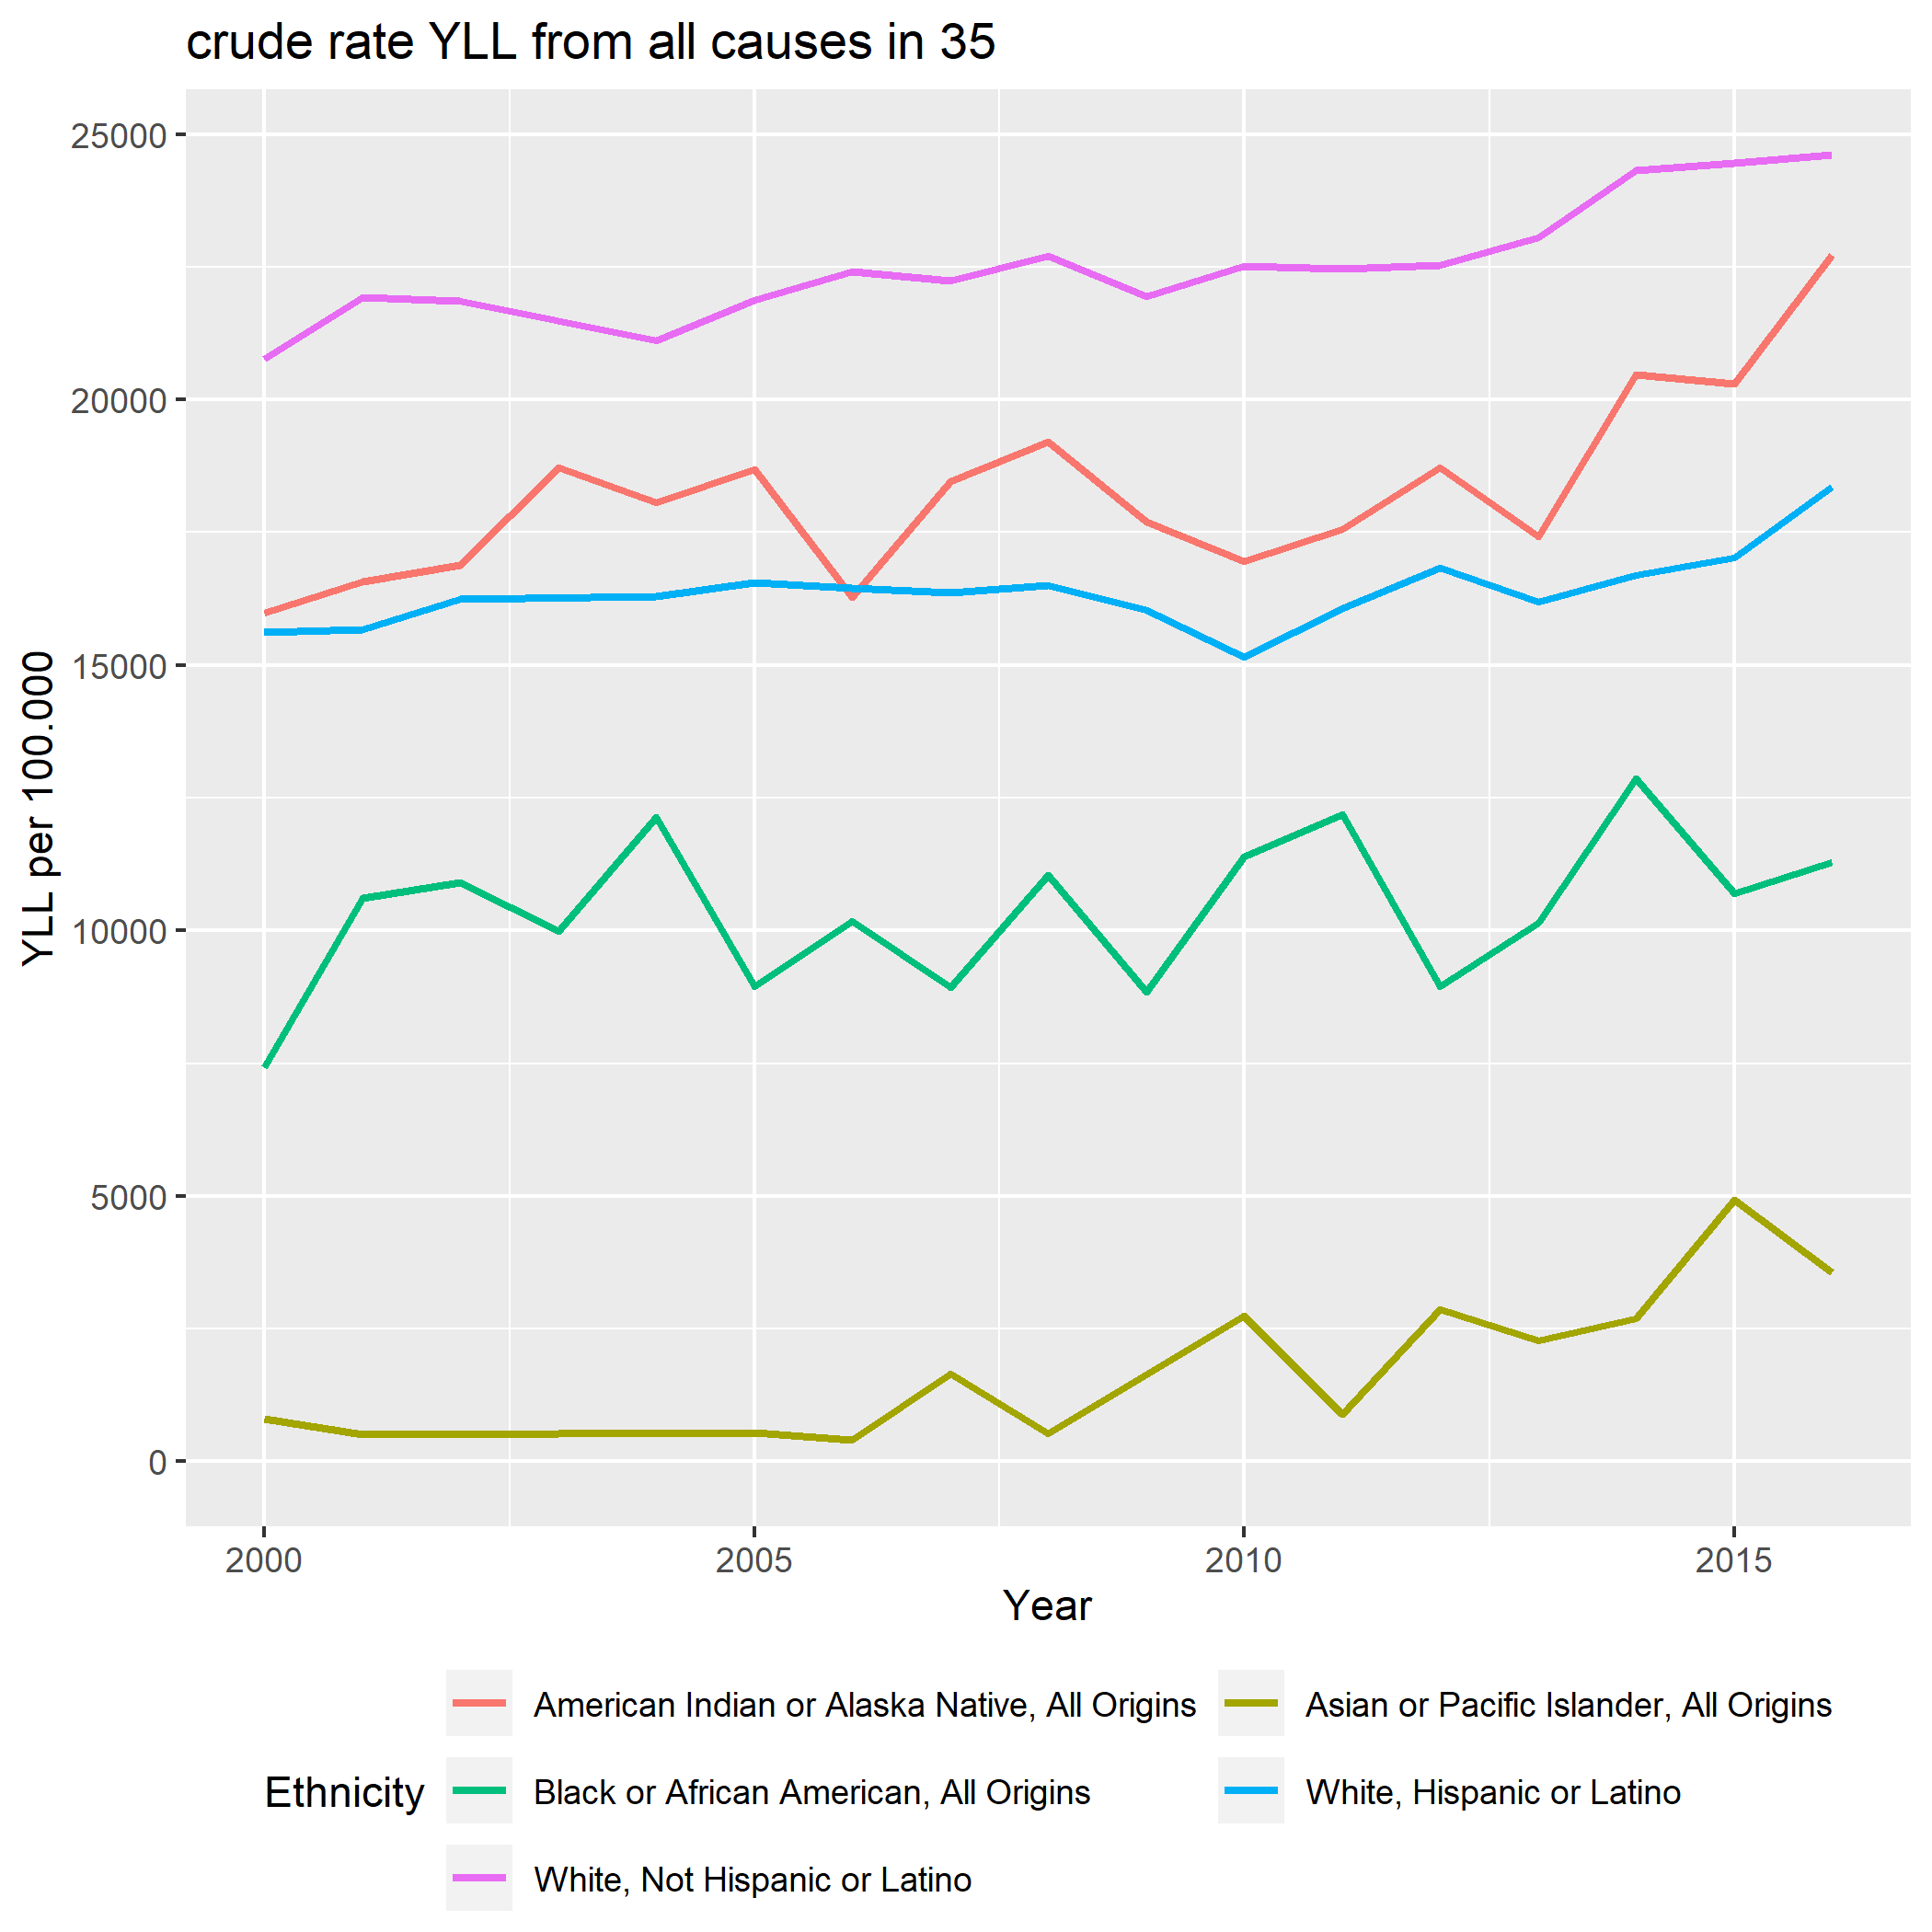 crude rate YLL from all causes in 35
25000
20000
15000
10000
5000
0
YLL per 100.000
2000 2005 2010 2015
Year
Ethnicity
American Indian or Alaska Native, All Origins
Asian or Pacific Islander, All Origins
Black or African American, All Origins
White, Hispanic or Latino
White, Not Hispanic or Latino